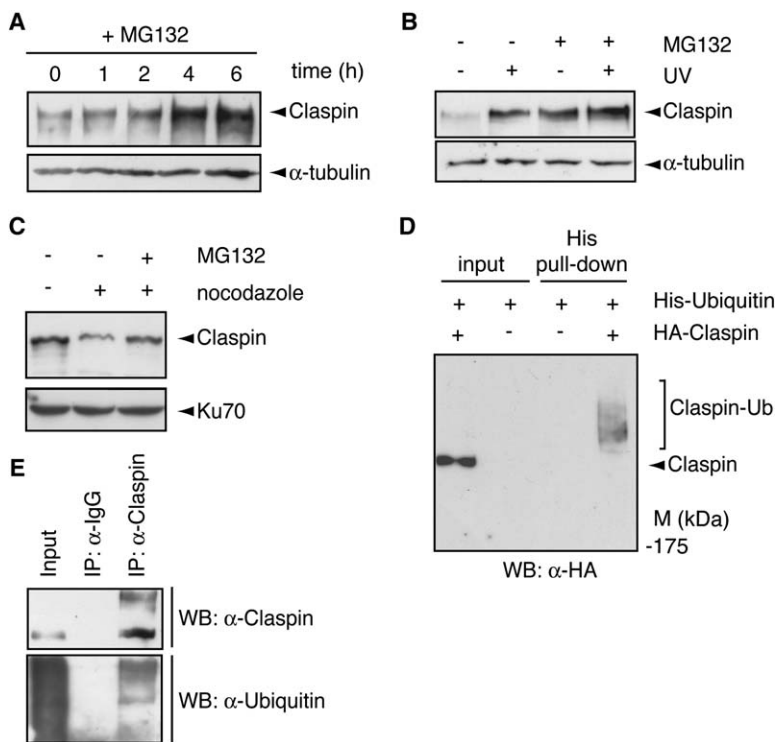 A
+ MG132
0 1 2 4 6 time (h)
Claspin
α-tubulin
B
- - + + MG132
- + - + UV
Claspin
α-tubulin
C
- - + MG132
- + + nocodazole
Claspin
Ku70
D
His
input pull-down
+ + + + His-Ubiquitin
+ - - + HA-Claspin
Claspin-Ub
Claspin
M (kDa)
-175
WB: α-HA
E
Input
IP: α-IgG
IP: α-Claspin
WB: α-Claspin
WB: α-Ubiquitin